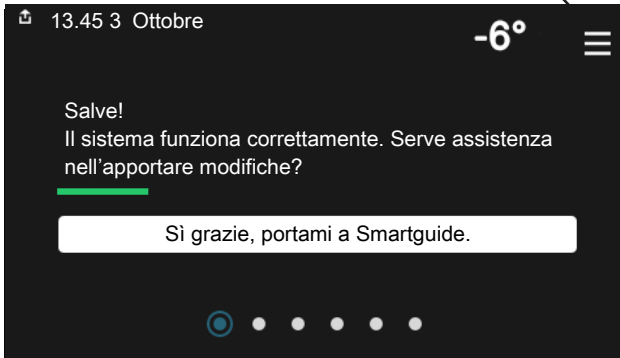 13.45 3 Ottobre
-6°
Salve!
Il sistema funziona correttamente. Serve assistenza
nell’apportare modifiche?
Sì grazie, portami a Smartguide.